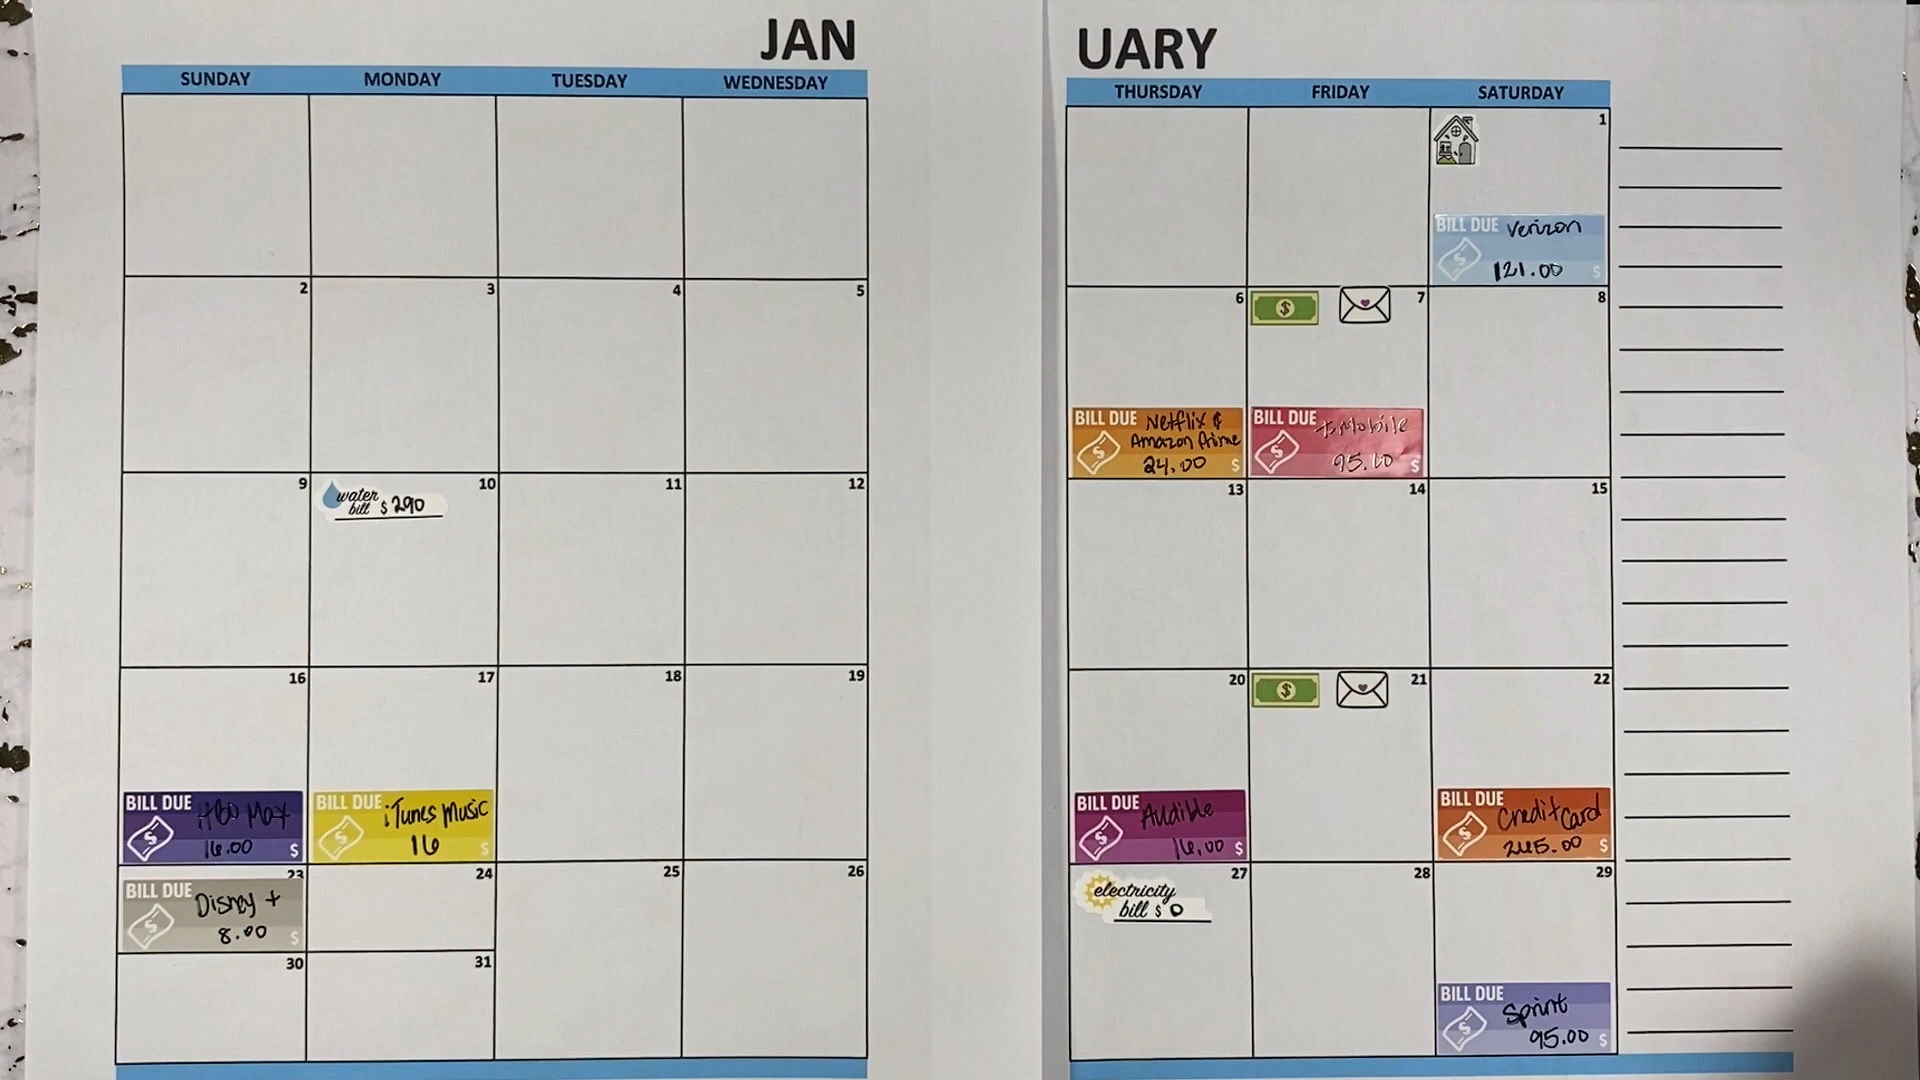 JANUARY
SUNDAY MONDAY TUESDAY WEDNESDAY THURSDAY FRIDAY SATURDAY
1
BILL DUE Verizon
121.00 $
2 3 4 5 6 7 8
BILL DUE Netflix &
Amazon Prime
24.00 $
BILL DUE T-Mobile
95.00 $
9 10 11 12 13 14 15
water
bill $ 290
16 17 18 19 20 21 22
BILL DUE HBO Max
16.00 $
BILL DUE iTunes Music
16 $
BILL DUE Audible
16.00 $
BILL DUE Credit Card
$
23 24 25 26 27 28 29
BILL DUE Disney +
8.00 $
electricity
bill $ 0
BILL DUE Sprint
95.00 $
30 31